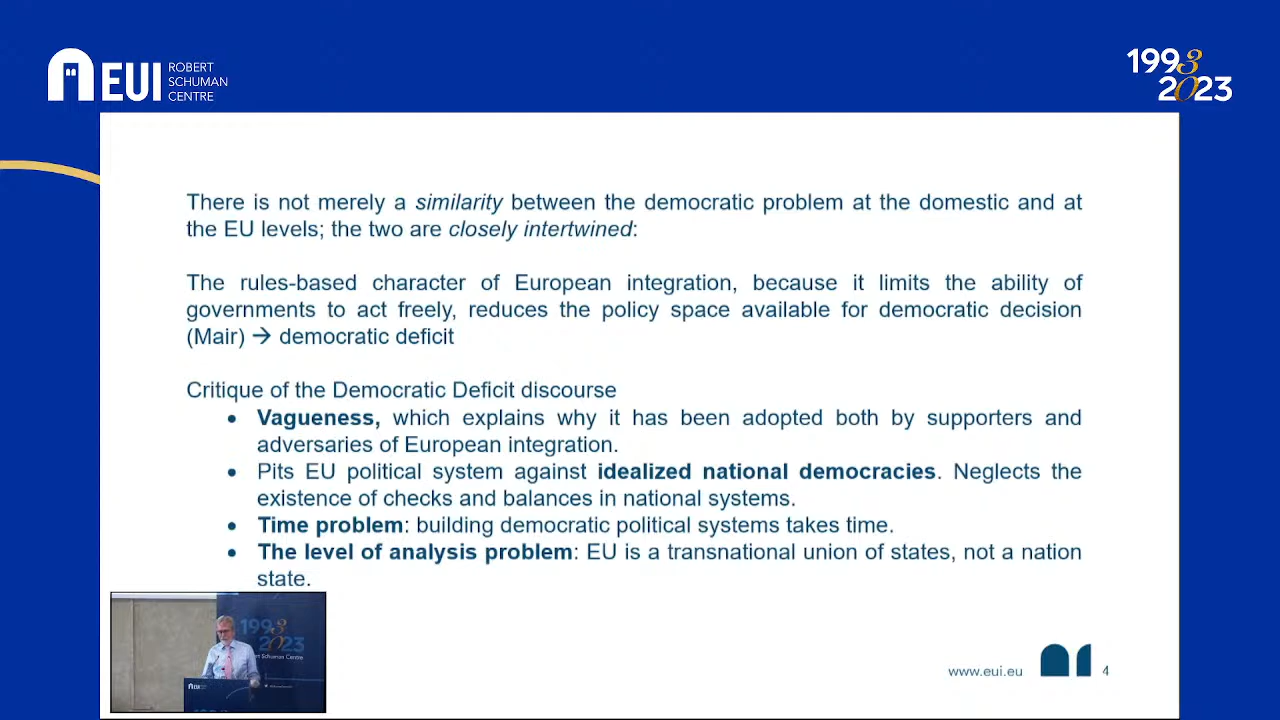 EUI
ROBERT
SCHUMAN
CENTRE
1993
2023
There is not merely a similarity between the democratic problem at the domestic and at
the EU levels; the two are closely intertwined:
The rules-based character of European integration, because it limits the ability of
governments to act freely, reduces the policy space available for democratic decision
(Mair) → democratic deficit
Critique of the Democratic Deficit discourse
• Vagueness, which explains why it has been adopted both by supporters and
adversaries of European integration.
• Pits EU political system against idealized national democracies. Neglects the
existence of checks and balances in national systems.
• Time problem: building democratic political systems takes time.
• The level of analysis problem: EU is a transnational union of states, not a nation
state.
1993
2023
Robert Schuman Centre
EUI
www.eui.eu
4